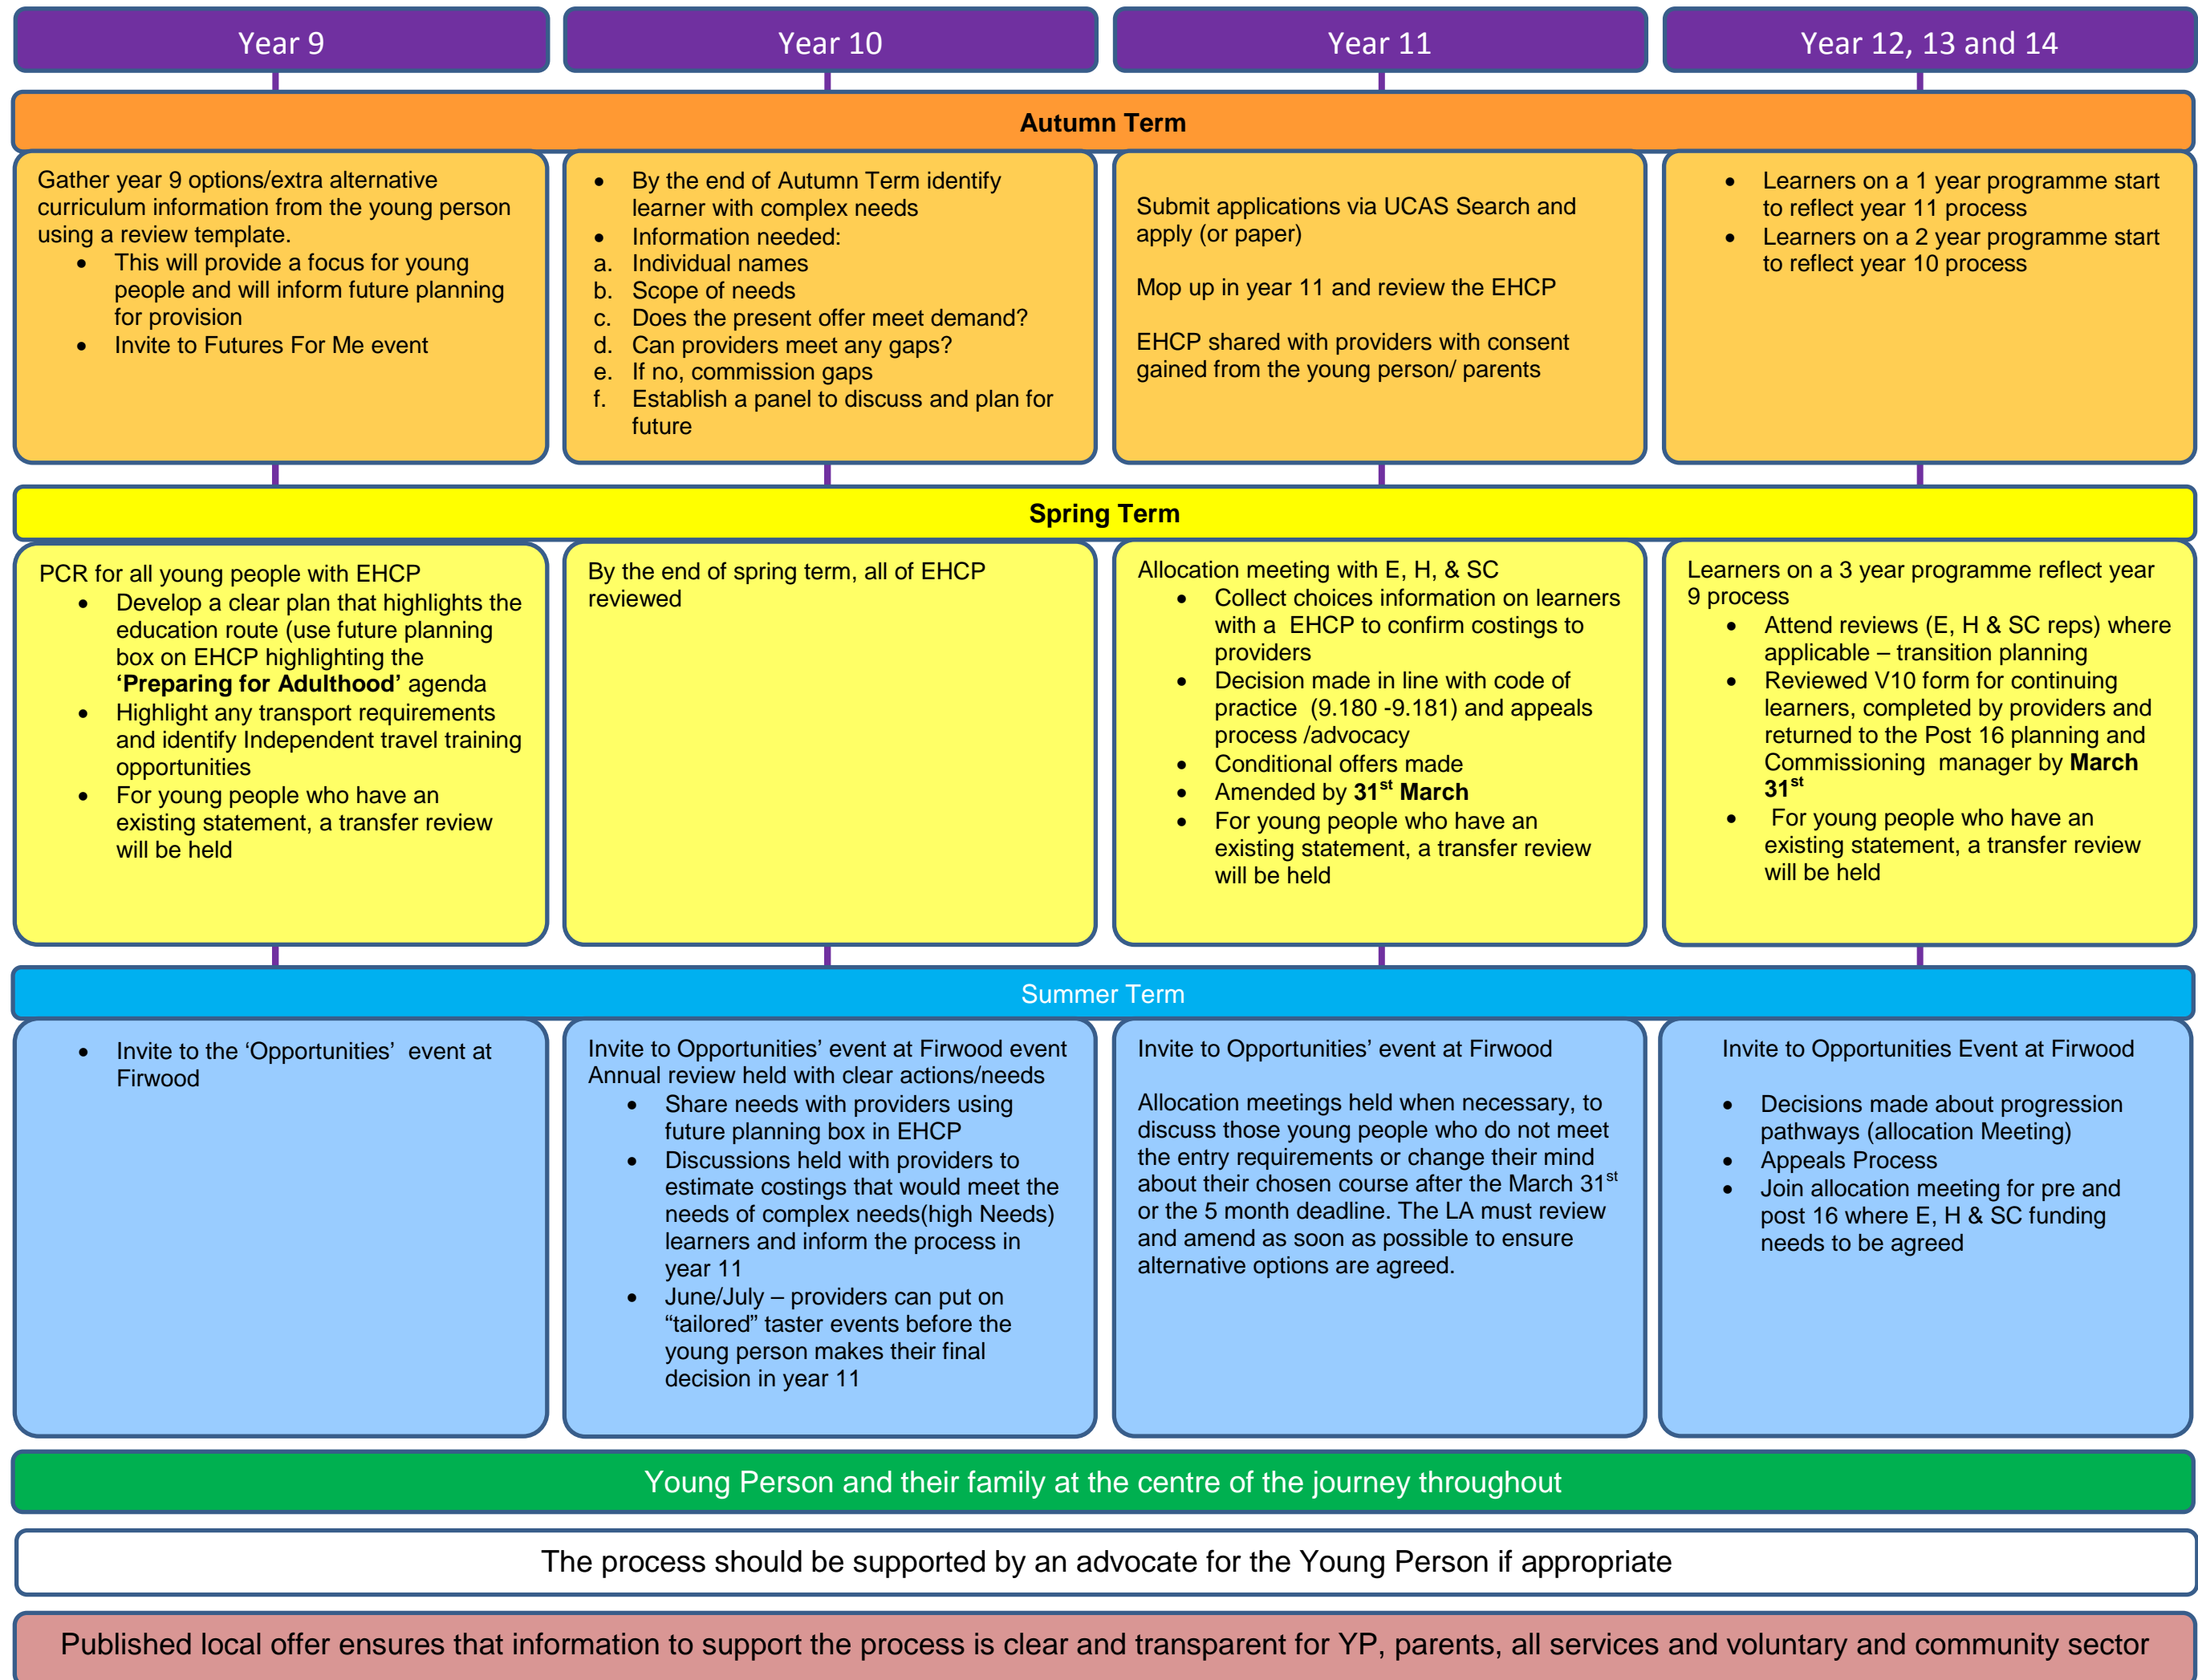 Year 9
Year 10
Year 11
Year 12, 13 and 14
Autumn Term
Gather year 9 options/extra alternative
curriculum information from the young person
using a review template.
• This will provide a focus for young
people and will inform future planning
for provision
• Invite to Futures For Me event
• By the end of Autumn Term identify
learner with complex needs
• Information needed:
a. Individual names
b. Scope of needs
c. Does the present offer meet demand?
d. Can providers meet any gaps?
e. If no, commission gaps
f. Establish a panel to discuss and plan for
future
Submit applications via UCAS Search and
apply (or paper)
Mop up in year 11 and review the EHCP
EHCP shared with providers with consent
gained from the young person/ parents
• Learners on a 1 year programme start
to reflect year 11 process
• Learners on a 2 year programme start
to reflect year 10 process
Spring Term
PCR for all young people with EHCP
• Develop a clear plan that highlights the
education route (use future planning
box on EHCP highlighting the
‘Preparing for Adulthood’ agenda
• Highlight any transport requirements
and identify Independent travel training
opportunities
• For young people who have an
existing statement, a transfer review
will be held
By the end of spring term, all of EHCP
reviewed
Allocation meeting with E, H, & SC
• Collect choices information on learners
with a EHCP to confirm costings to
providers
• Decision made in line with code of
practice (9.180 -9.181) and appeals
process /advocacy
• Conditional offers made
• Amended by 31st March
• For young people who have an
existing statement, a transfer review
will be held
Learners on a 3 year programme reflect year
9 process
• Attend reviews (E, H & SC reps) where
applicable – transition planning
• Reviewed V10 form for continuing
learners, completed by providers and
returned to the Post 16 planning and
Commissioning manager by March
31st
• For young people who have an
existing statement, a transfer review
will be held
Summer Term
• Invite to the ‘Opportunities’ event at
Firwood
Invite to Opportunities’ event at Firwood event
Annual review held with clear actions/needs
• Share needs with providers using
future planning box in EHCP
• Discussions held with providers to
estimate costings that would meet the
needs of complex needs(high Needs)
learners and inform the process in
year 11
• June/July – providers can put on
“tailored” taster events before the
young person makes their final
decision in year 11
Invite to Opportunities’ event at Firwood
Allocation meetings held when necessary, to
discuss those young people who do not meet
the entry requirements or change their mind
about their chosen course after the March 31st
or the 5 month deadline. The LA must review
and amend as soon as possible to ensure
alternative options are agreed.
Invite to Opportunities Event at Firwood
• Decisions made about progression
pathways (allocation Meeting)
• Appeals Process
• Join allocation meeting for pre and
post 16 where E, H & SC funding
needs to be agreed
Young Person and their family at the centre of the journey throughout
The process should be supported by an advocate for the Young Person if appropriate
Published local offer ensures that information to support the process is clear and transparent for YP, parents, all services and voluntary and community sector